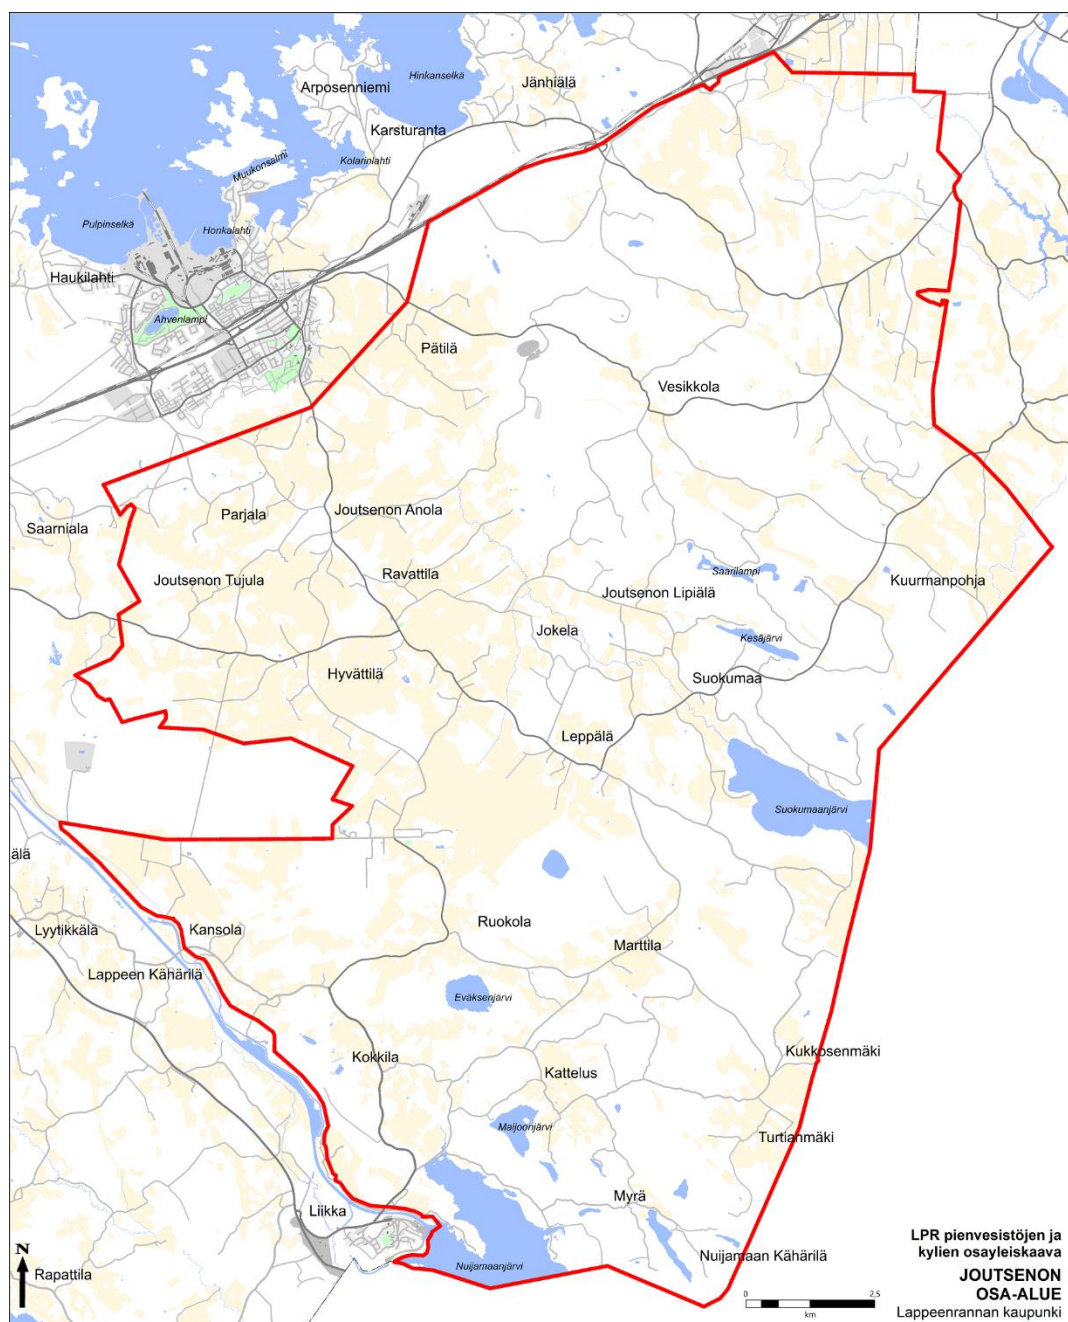 Hinkanselkä
Jänhiälä
Arposenniemi
Karsturanta
Kolarinlahti
Muukonsalmi
Pulpinselkä
Honkalahti
Haukilahti
Ahvenlampi
Pätilä
Vesikkola
Saarniala
Parjala
Joutsenon Anola
Joutsenon Tujula
Ravattila
Saarilampi
Kuurmanpohja
Joutsenon Lipiälä
Jokela
Kesäjärvi
Hyvättilä
Suokumaa
Leppälä
Suokumaanjärvi
älä
Lyytikkälä
Kansola
Ruokola
Marttila
Lappeen Kähärilä
Eväksenjärvi
Kokkila
Kattelus
Kukkosenmäki
Maijoonjärvi
Turtianmäki
Liikka
Myrä
Nuijamaan Kähärilä
Nuijamaanjärvi
Rapattila
N
LPR pienvesistöjen ja
kylien osayleiskaava
JOUTSENON
OSA-ALUE
Lappeenrannan kaupunki
0 2,5
km